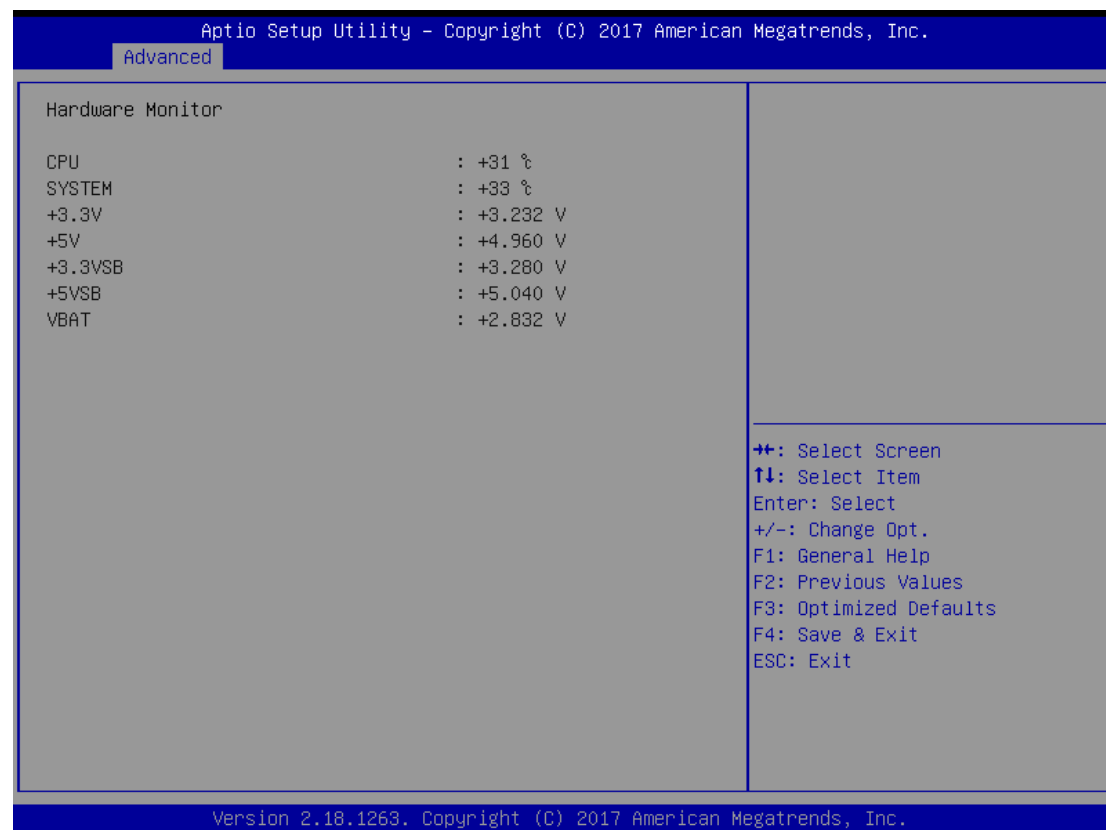 Aptio Setup Utility – Copyright (C) 2017 American Megatrends, Inc.
Advanced
Hardware Monitor
CPU : +31 ℃
SYSTEM : +33 ℃
+3.3V : +3.232 V
+5V : +4.960 V
+3.3VSB : +3.280 V
+5VSB : +5.040 V
VBAT : +2.832 V
→←: Select Screen
↑↓: Select Item
Enter: Select
+/-: Change Opt.
F1: General Help
F2: Previous Values
F3: Optimized Defaults
F4: Save & Exit
ESC: Exit
Version 2.18.1263. Copyright (C) 2017 American Megatrends, Inc.